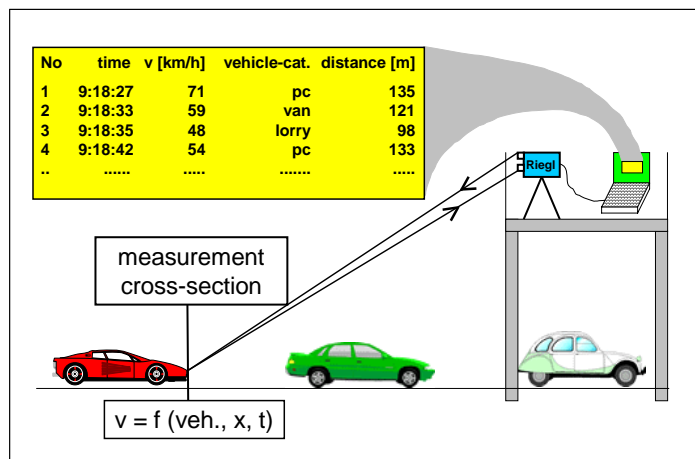 No time v [km/h] vehicle-cat. distance [m]
1 9:18:27 71 pc 135
2 9:18:33 59 van 121
3 9:18:35 48 lorry 98
4 9:18:42 54 pc 133
.. ...... ..... ....... .....
Riegl
measurement
cross-section
v = f (veh., x, t)